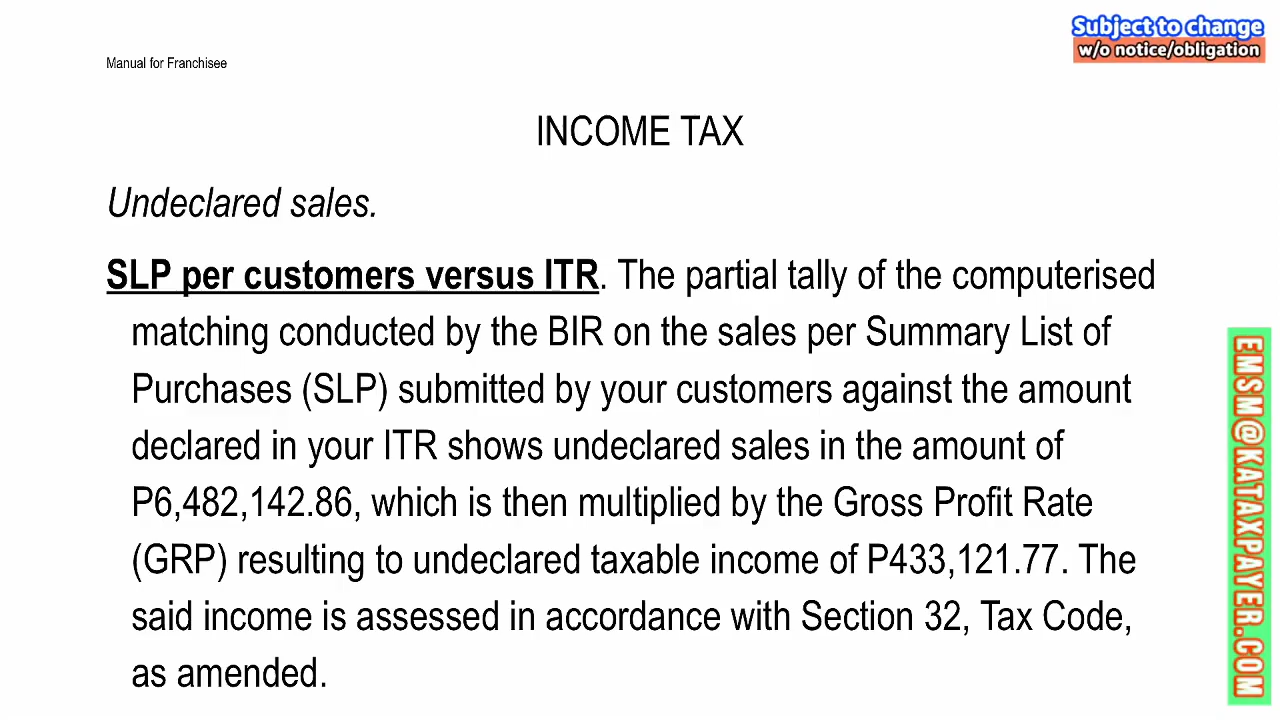 Subject to change
w/o notice/obligation
Manual for Franchisee
INCOME TAX
Undeclared sales.
SLP per customers versus ITR. The partial tally of the computerised
matching conducted by the BIR on the sales per Summary List of
Purchases (SLP) submitted by your customers against the amount
declared in your ITR shows undeclared sales in the amount of
P6,482,142.86, which is then multiplied by the Gross Profit Rate
(GRP) resulting to undeclared taxable income of P433,121.77. The
said income is assessed in accordance with Section 32, Tax Code,
as amended.
EMSM@KATAXPAYER.COM